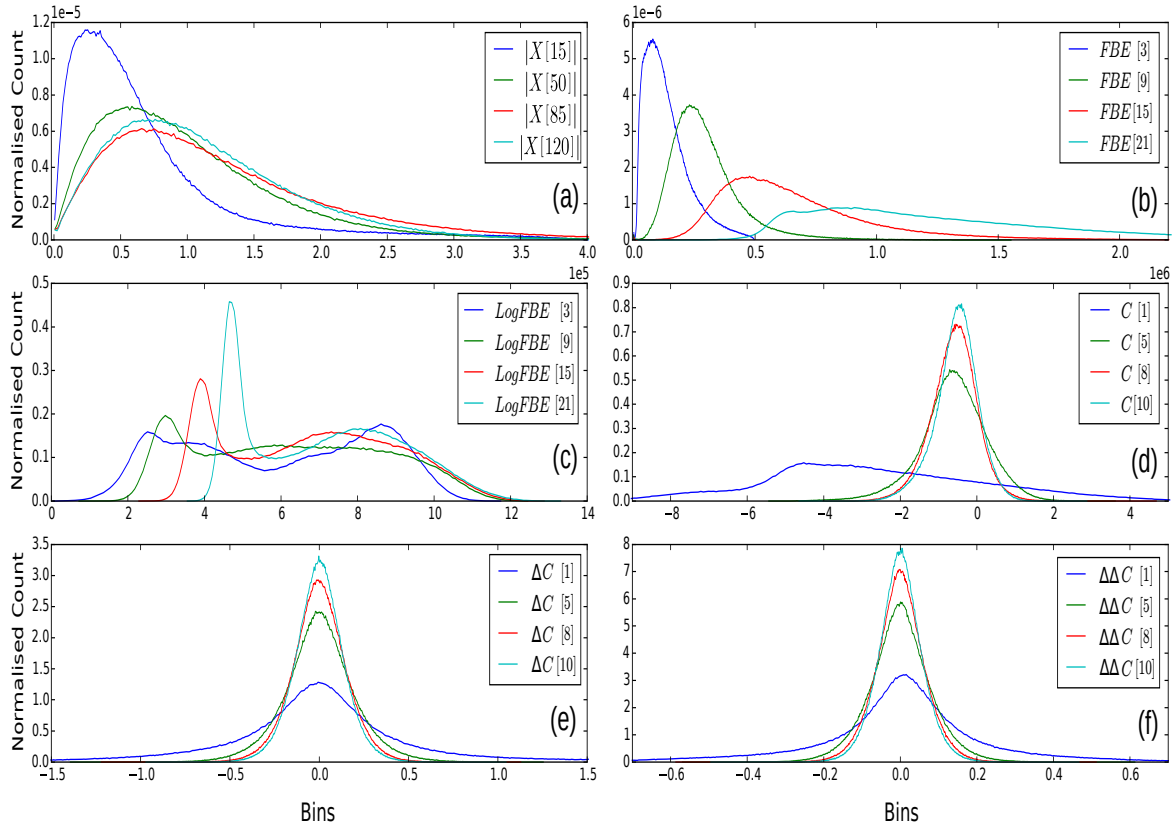 1.2 1e−5
Normalised Count
1.0
0.8
0.6
0.4
0.2
0.0
|X[15]|
|X[50]|
|X[85]|
|X[120]|
(a)
0.0 0.5 1.0 1.5 2.0 2.5 3.0 3.5 4.0
1e5
6 1e−6
5
4
3
2
1
0
FBE [3]
FBE [9]
FBE[15]
FBE[21]
(b)
0.0 0.5 1.0 1.5 2.0
1e6
Normalised Count
0.5
0.4
0.3
0.2
0.1
0.0
LogFBE [3]
LogFBE [9]
LogFBE [15]
LogFBE [21]
(c)
0 2 4 6 8 10 12 14
0.9
0.8
0.7
0.6
0.5
0.4
0.3
0.2
0.1
0.0
C [1]
C [5]
C [8]
C[10]
(d)
−8 −6 −4 −2 0 2 4
Normalised Count
3.5
3.0
2.5
2.0
1.5
1.0
0.5
0.0
ΔC [1]
ΔC [5]
ΔC [8]
ΔC[10]
(e)
−1.5 −1.0 −0.5 0.0 0.5 1.0 1.5
Bins
8
7
6
5
4
3
2
1
0
ΔΔC [1]
ΔΔC [5]
ΔΔC [8]
ΔΔC[10]
(f)
−0.6 −0.4 −0.2 0.0 0.2 0.4 0.6
Bins